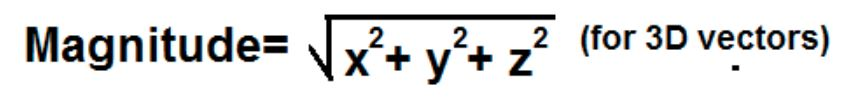 Magnitude= √x²+ y²+ z² (for 3D vectors)